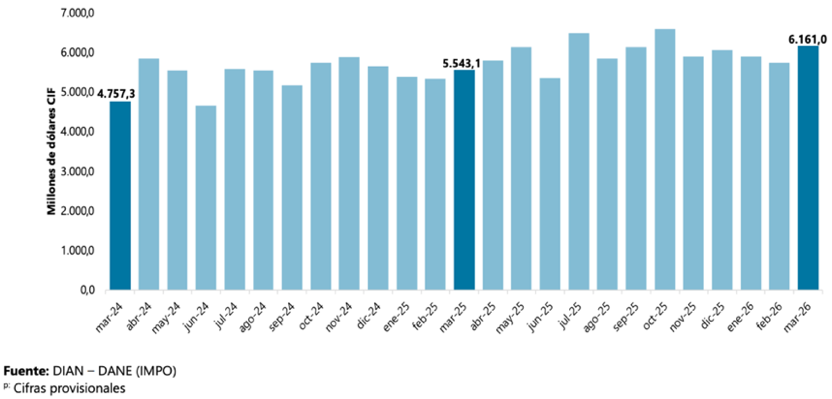 Millones de dólares CIF
7.000,0
6.000,0
5.000,0
4.000,0
3.000,0
2.000,0
1.000,0
0,0
4.757,3
5.543,1
6.161,0
mar-24
abr-24
may-24
jun-24
jul-24
ago-24
sep-24
oct-24
nov-24
dic-24
ene-25
feb-25
mar-25
abr-25
may-25
jun-25
jul-25
ago-25
sep-25
oct-25
nov-25
dic-25
ene-26
feb-26
mar-26
Fuente: DIAN – DANE (IMPO)
p: Cifras provisionales